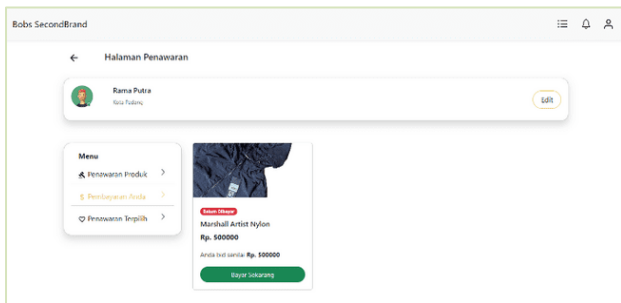 Bobs SecondBrand
Halaman Penawaran
Rama Putra
Kota Padang
Edit
Menu
Penawaran Produk
$ Pembayaran Anda
Penawaran Terpilih
Belum Dibayar
Marshall Artist Nylon
Rp. 500000
Anda bid senilai Rp. 500000
Bayar Sekarang